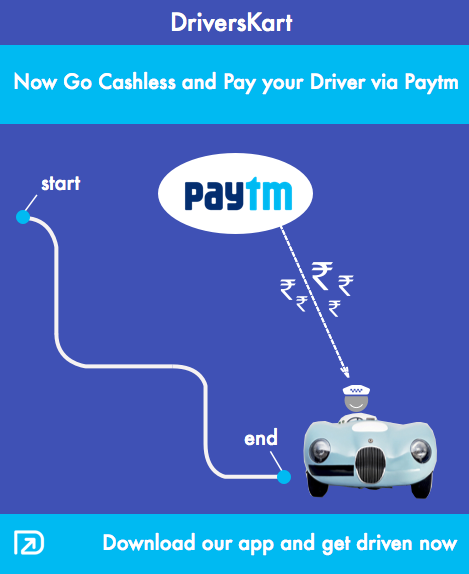 DriversKart
Now Go Cashless and Pay your Driver via Paytm
start
paytm
₹ ₹ ₹
₹ ₹
end
Download our app and get driven now